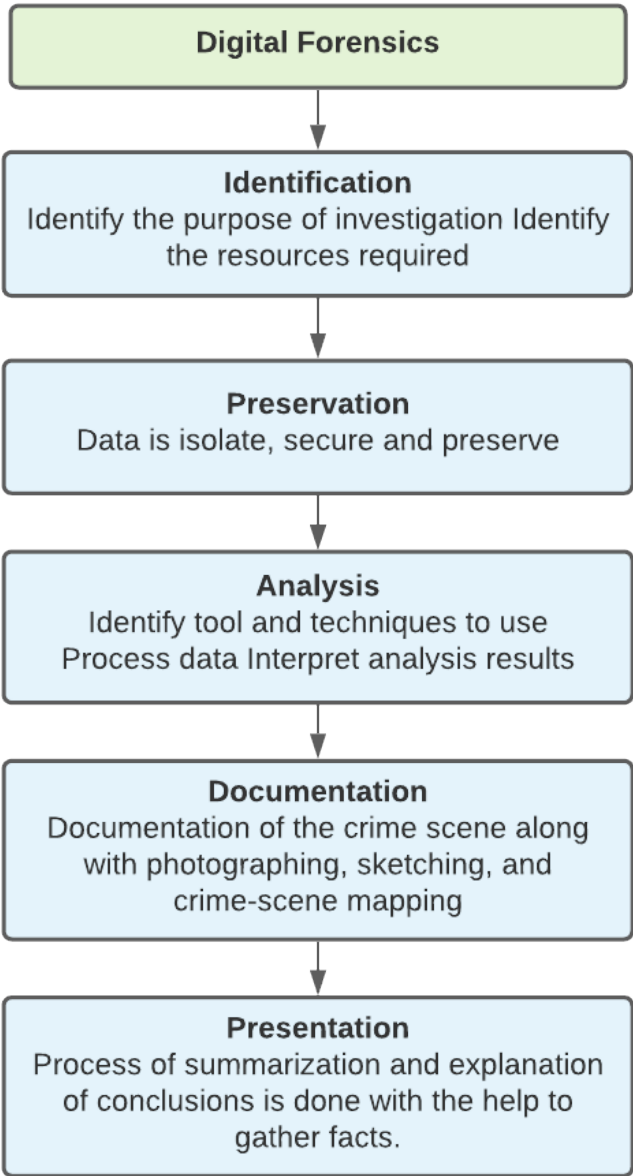 Digital Forensics
Identification
Identify the purpose of investigation Identify
the resources required
Preservation
Data is isolate, secure and preserve
Analysis
Identify tool and techniques to use
Process data Interpret analysis results
Documentation
Documentation of the crime scene along
with photographing, sketching, and
crime-scene mapping
Presentation
Process of summarization and explanation
of conclusions is done with the help to
gather facts.